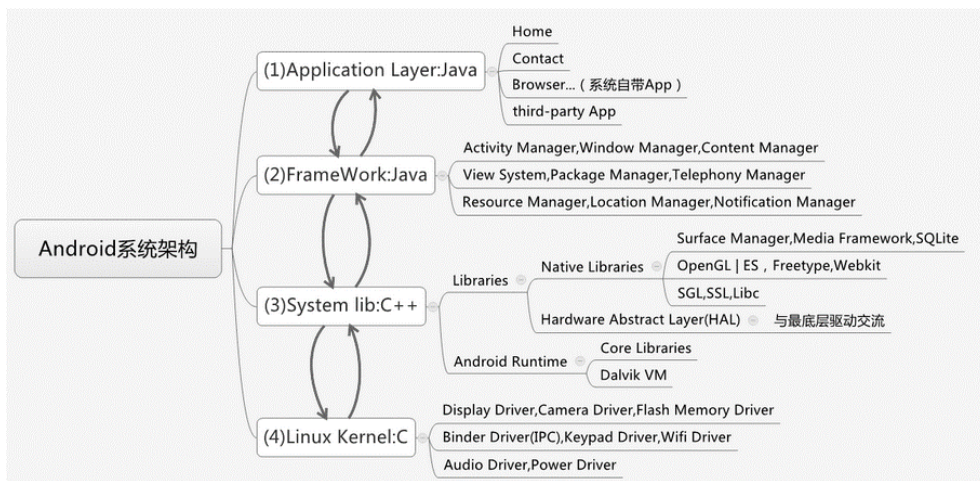 Android系统架构
(1)Application Layer:Java
Home
Contact
Browser...（系统自带App）
third-party App
(2)FrameWork:Java
Activity Manager,Window Manager,Content Manager
View System,Package Manager,Telephony Manager
Resource Manager,Location Manager,Notification Manager
(3)System lib:C++
Libraries
Native Libraries
Surface Manager,Media Framework,SQLite
OpenGL | ES，Freetype,Webkit
SGL,SSL,Libc
Hardware Abstract Layer(HAL)
与最底层驱动交流
Android Runtime
Core Libraries
Dalvik VM
(4)Linux Kernel:C
Display Driver,Camera Driver,Flash Memory Driver
Binder Driver(IPC),Keypad Driver,Wifi Driver
Audio Driver,Power Driver